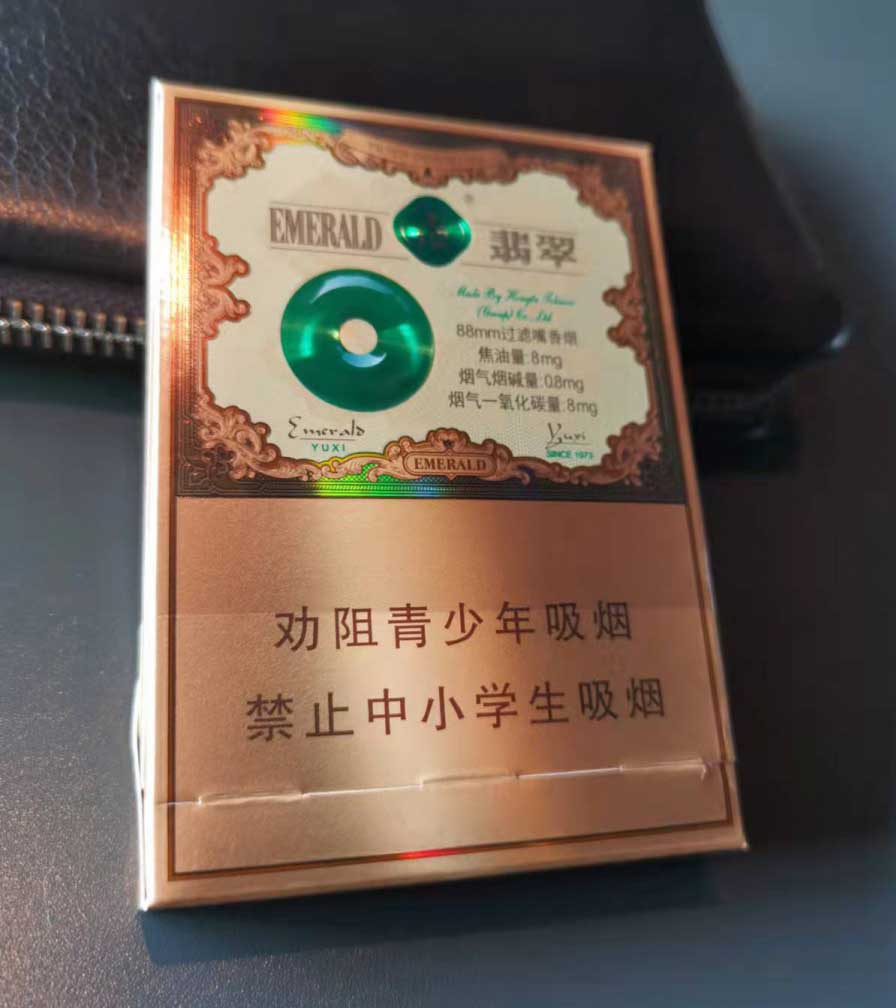 EMERALD 翡翠
Made By Hongta Tobacco
(Group) Co., Ltd
88mm过滤嘴香烟
焦油量:8mg
烟气烟碱量:0.8mg
烟气一氧化碳量:8mg
Emerald
YUXI
Yuxi
SINCE 1973
EMERALD
劝阻青少年吸烟
禁止中小学生吸烟